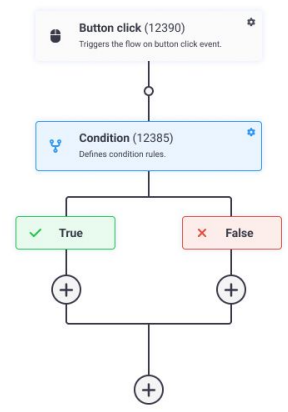 Button click (12390)
Triggers the flow on button click event.
Condition (12385)
Defines condition rules.
True
False